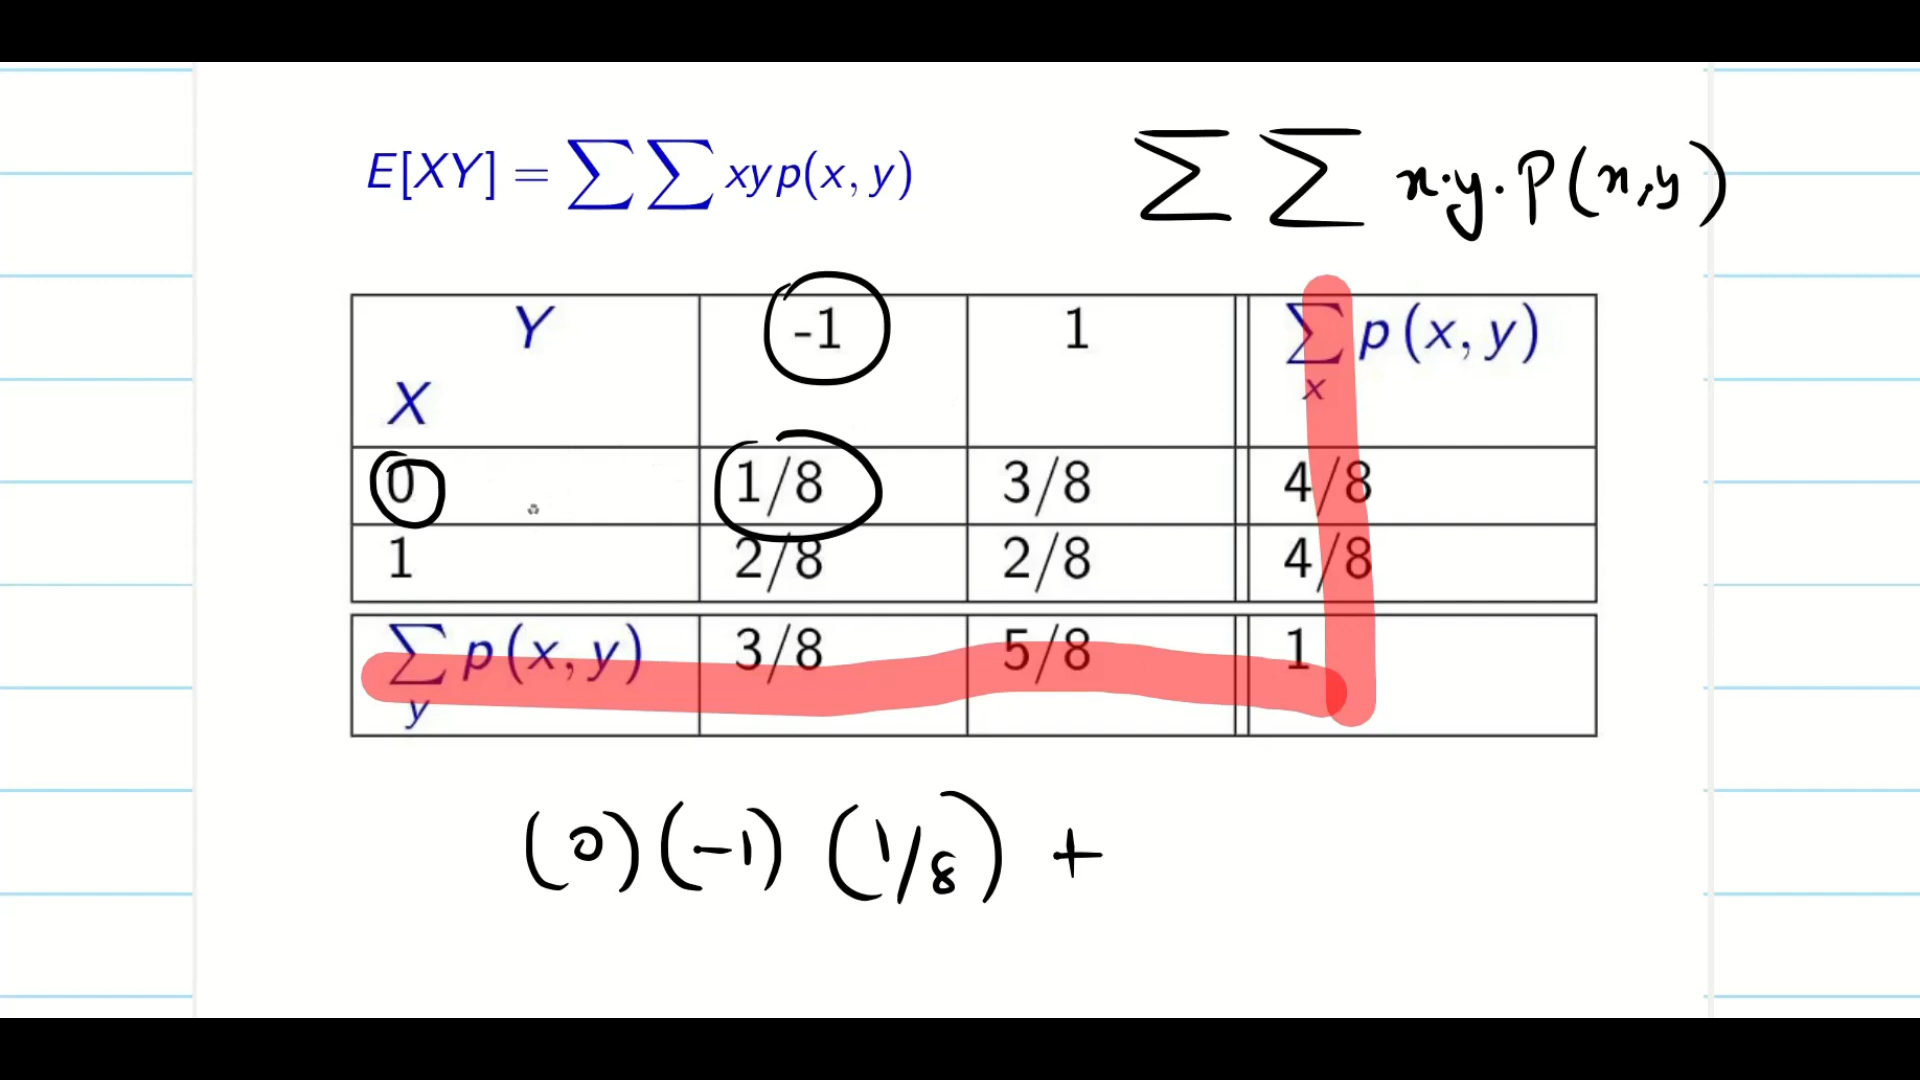 E[XY] = ∑∑ xyp(x, y)
∑ ∑ x.y.P(x,y)
Y -1 1 ∑ p(x, y)
x
X
0 1/8 3/8 4/8
1 2/8 2/8 4/8
∑ p(x, y) 3/8 5/8 1
y
(0)(-1)(1/8) +